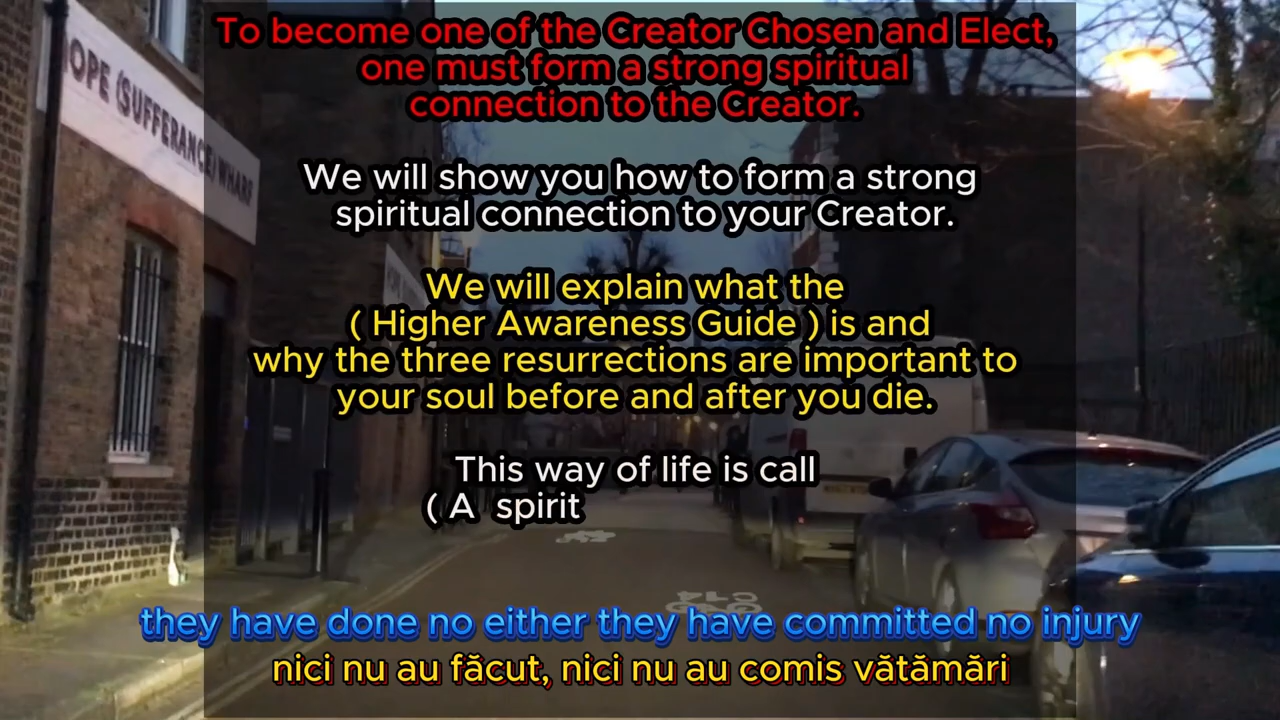 OPE (SUFFERANCE) WHARF
To become one of the Creator Chosen and Elect,
one must form a strong spiritual
connection to the Creator.
We will show you how to form a strong
spiritual connection to your Creator.
We will explain what the
( Higher Awareness Guide ) is and
why the three resurrections are important to
your soul before and after you die.
This way of life is call
( A spirit
they have done no either they have committed no injury
nici nu au făcut, nici nu au comis vătămări